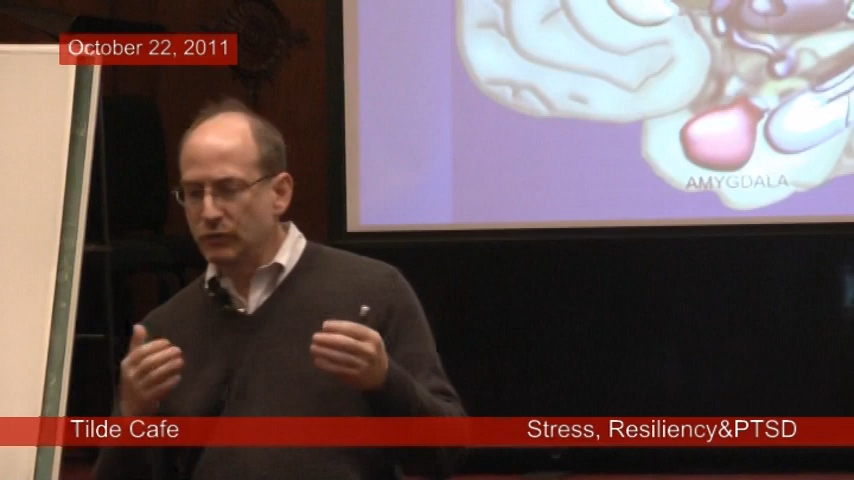 October 22, 2011
AMYGDALA
Tilde Cafe
Stress, Resiliency&PTSD